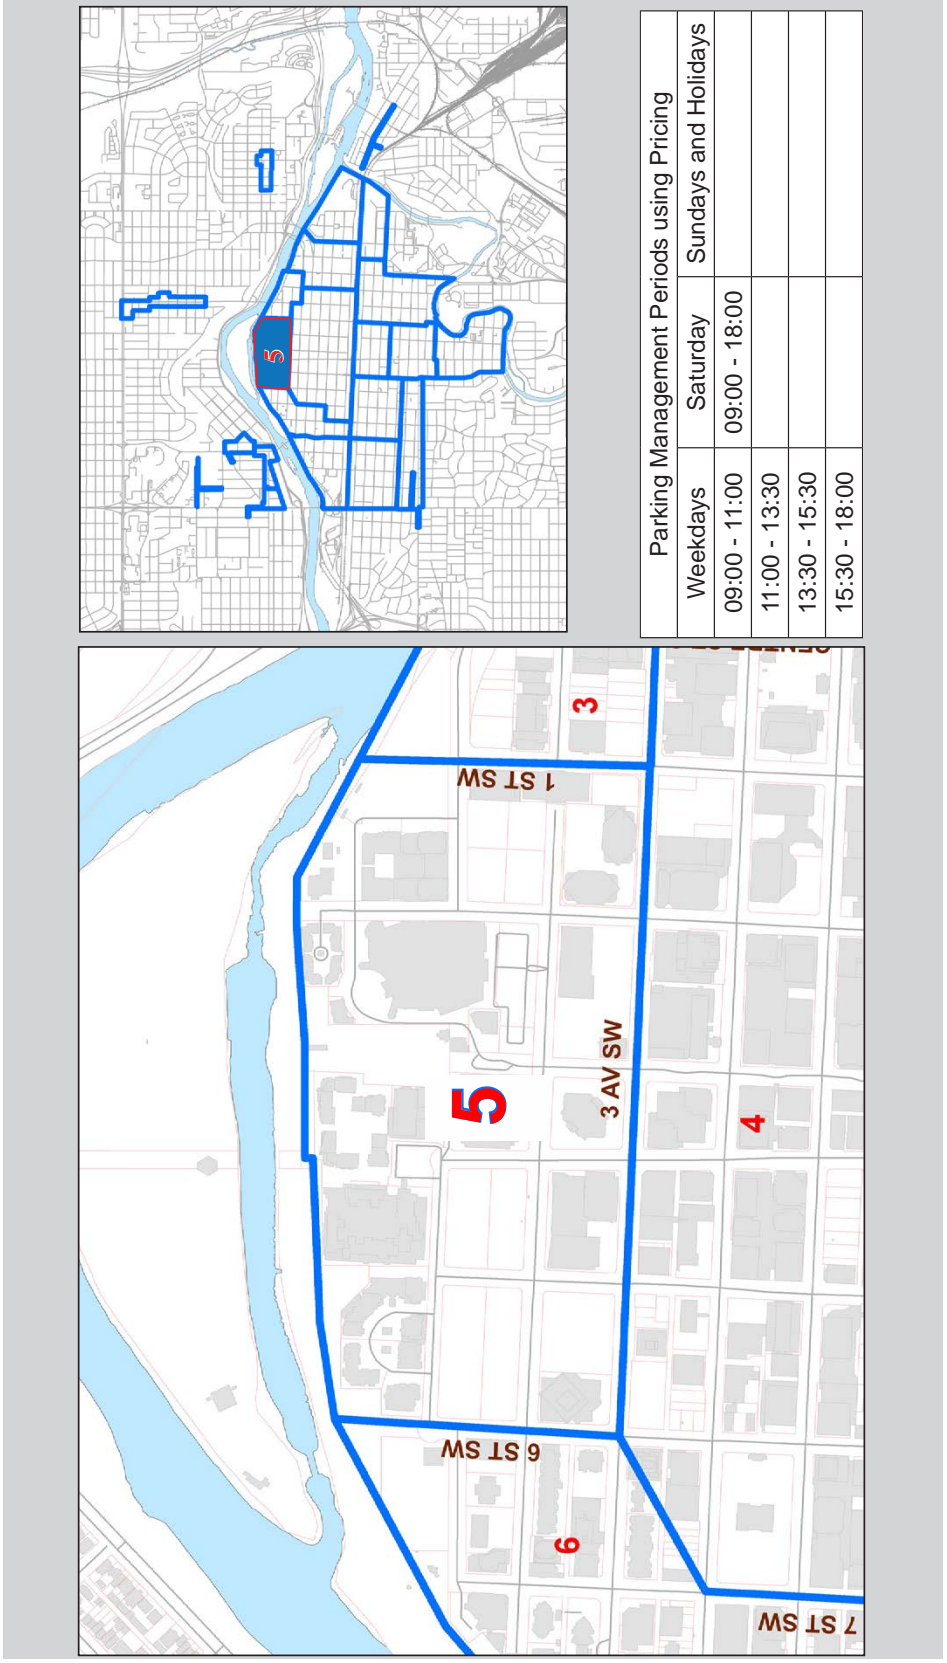 5
3
1 ST SW
5
3 AV SW
4
6 ST SW
6
7 ST SW
Parking Management Periods using Pricing
Weekdays Saturday Sundays and Holidays
09:00 - 11:00 09:00 - 18:00
11:00 - 13:30
13:30 - 15:30
15:30 - 18:00